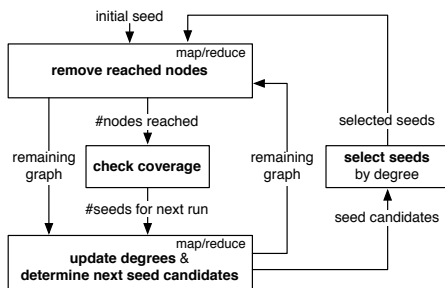 initial seed
map/reduce
remove reached nodes
#nodes reached
selected seeds
remaining
graph
check coverage
remaining
graph
select seeds
by degree
#seeds for next run
seed candidates
map/reduce
update degrees &
determine next seed candidates